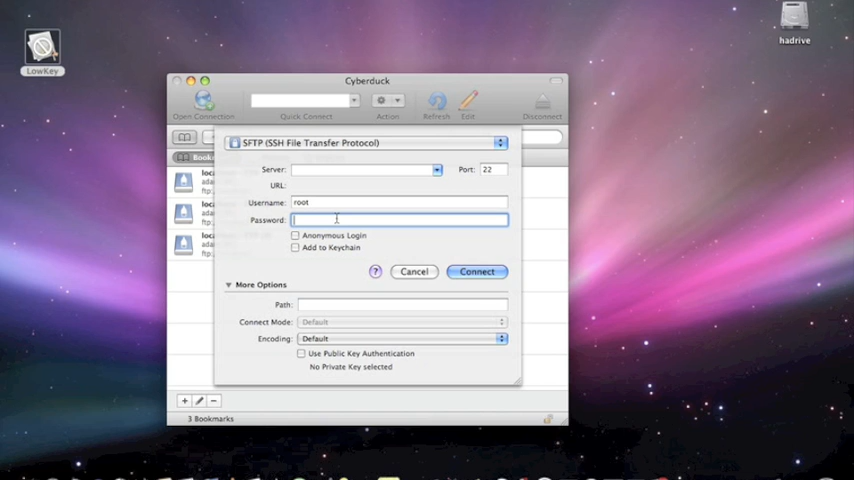 hadrive
LowKey
Cyberduck
Open Connection
Quick Connect
Action
Refresh
Edit
Disconnect
SFTP (SSH File Transfer Protocol)
Server:
Port: 22
URL:
Username: root
Password:
Anonymous Login
Add to Keychain
? Cancel Connect
More Options
Path:
Connect Mode: Default
Encoding: Default
Use Public Key Authentication
No Private Key selected
3 Bookmarks